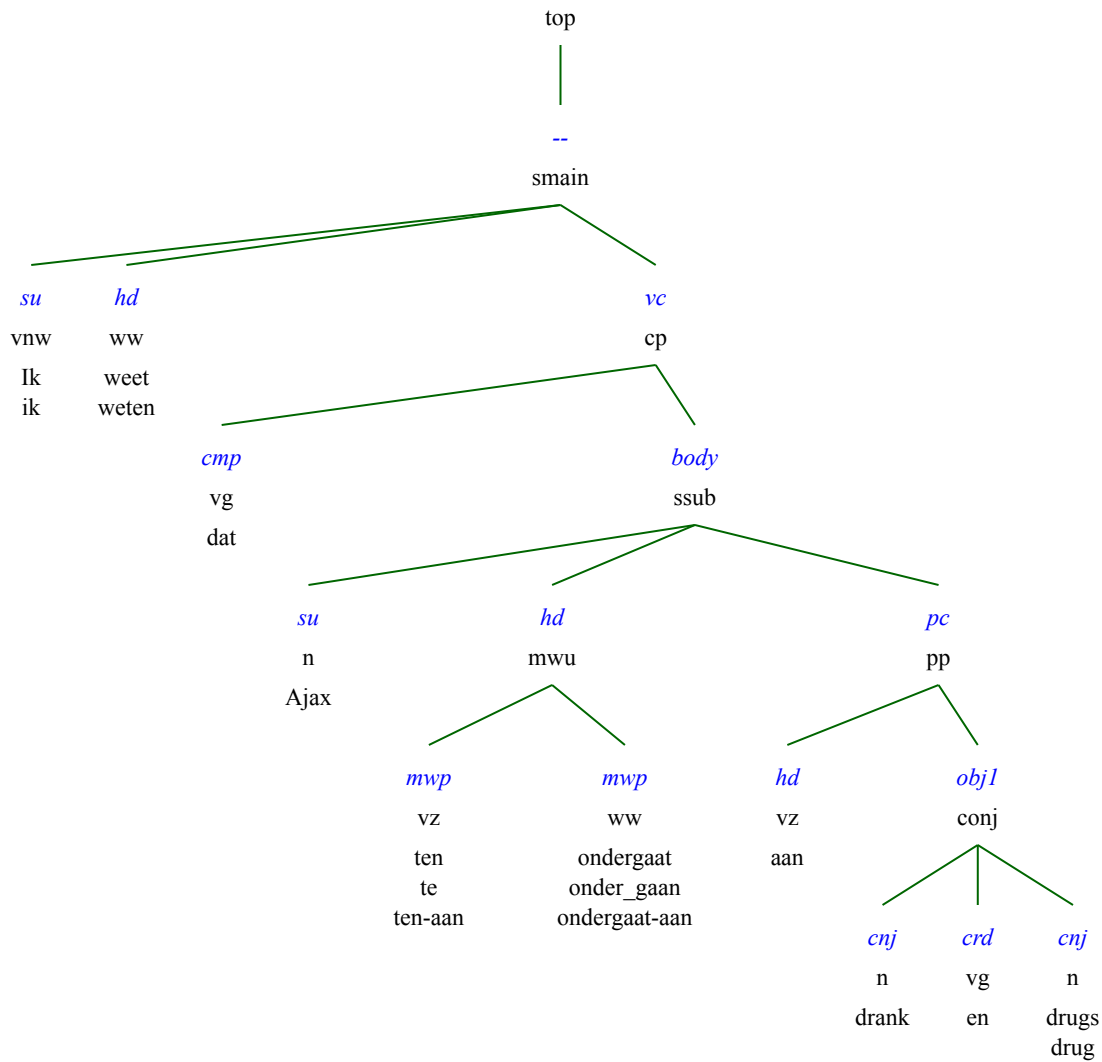 top
--
smain
su hd vc
vnw ww cp
Ik weet
ik weten
cmp body
vg ssub
dat
su hd pc
n mwu pp
Ajax
mwp mwp hd obj1
vz ww vz conj
ten ondergaat aan
te onder_gaan
ten-aan ondergaat-aan
cnj crd cnj
n vg n
drank en drugs
drug